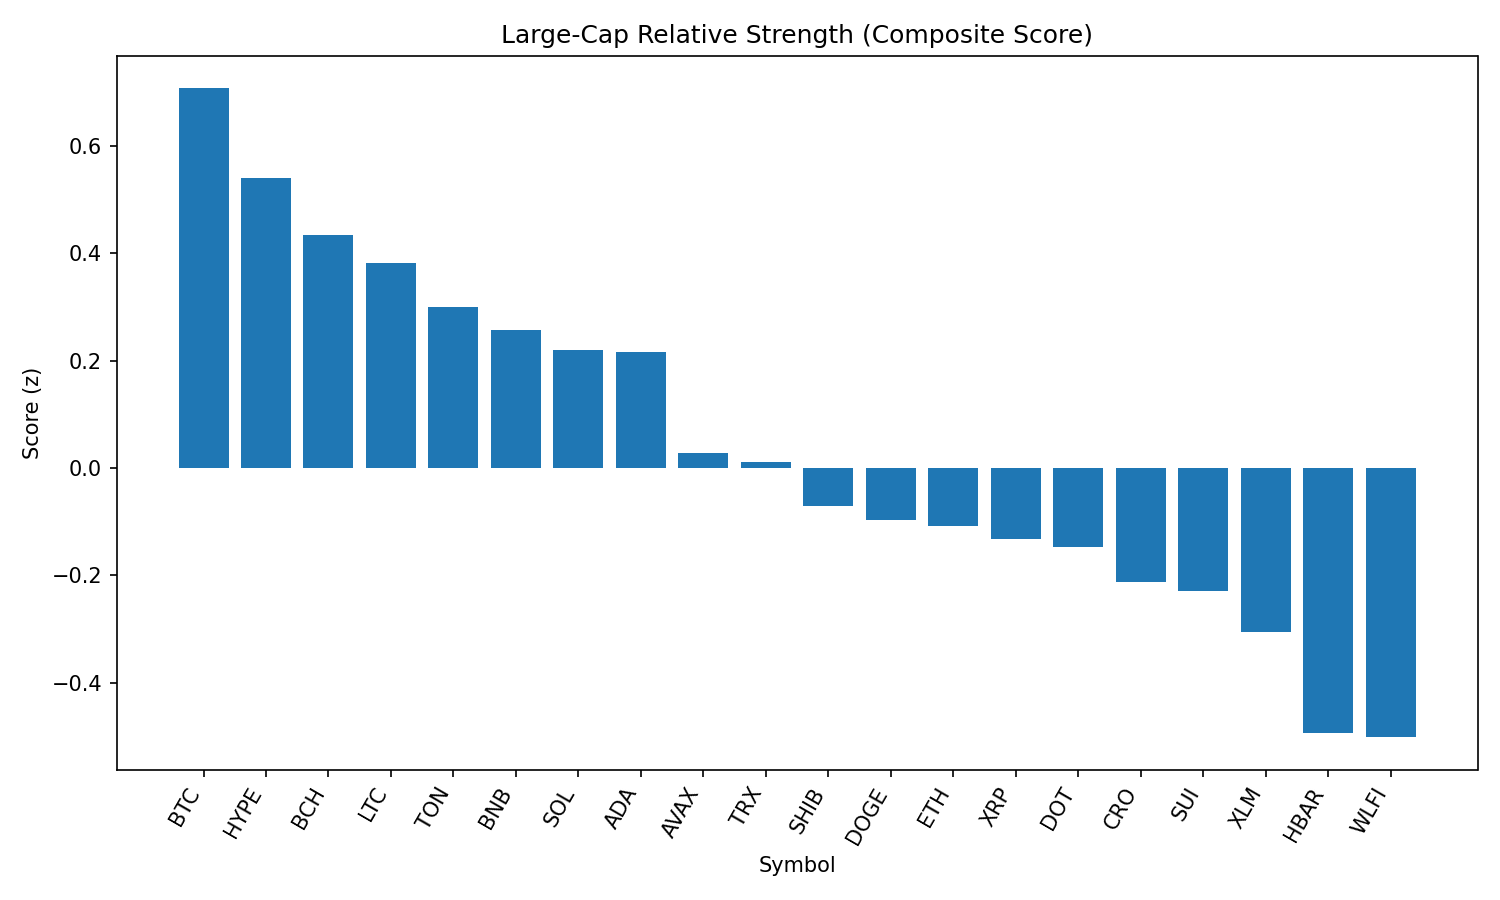 Large-Cap Relative Strength (Composite Score)
Score (z)
0.6
0.4
0.2
0.0
−0.2
−0.4
BTC
HYPE
BCH
LTC
TON
BNB
SOL
ADA
AVAX
TRX
SHIB
DOGE
ETH
XRP
DOT
CRO
SUI
XLM
HBAR
WLFI
Symbol